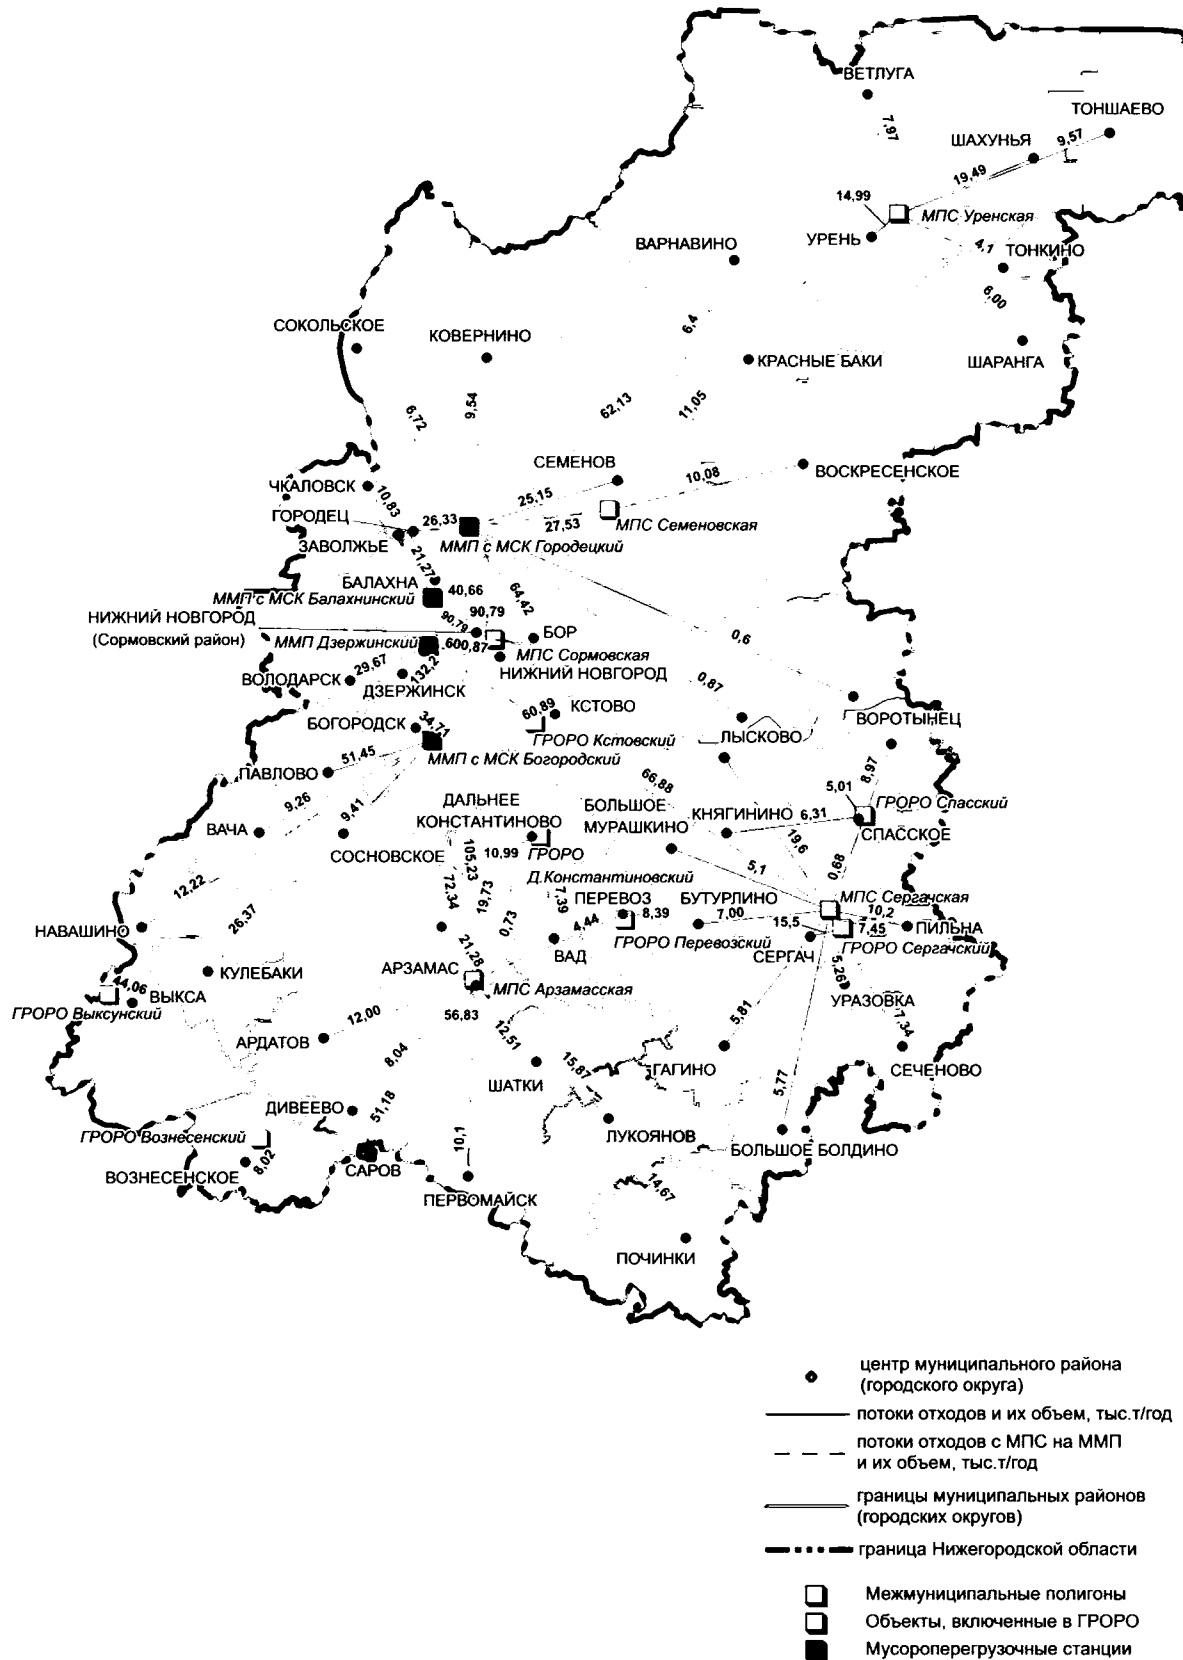 ВЕТЛУГА
7,97
ТОНШАЕВО
9,57
ШАХУНЬЯ
19,49
14,99
МПС Уренская
УРЕНЬ
4,1
ТОНКИНО
6,00
ШАРАНГА
ВАРНАВИНО
6,4
СОКОЛЬСКОЕ
КОВЕРНИНО
КРАСНЫЕ БАКИ
6,72
9,54
62,13
11,05
СЕМЕНОВ
10,08
ВОСКРЕСЕНСКОЕ
ЧКАЛОВСК
10,83
25,15
ГОРОДЕЦ
26,33
27,53
МПС Семеновская
ЗАВОЛЖЬЕ
ММП с МСК Городецкий
21,27
БАЛАХНА
40,66
ММП с МСК Балахнинский
64,42
НИЖНИЙ НОВГОРОД
(Сормовский район)
90,79
90,79
БОР
0,6
ММП Дзержинский
600,87
МПС Сормовская
НИЖНИЙ НОВГОРОД
29,67
132,2
ВОЛОДАРСК
ДЗЕРЖИНСК
0,87
КСТОВО
60,89
ВОРОТЫНЕЦ
БОГОРОДСК
34,71
ГРОРО Кстовский
ЛЫСКОВО
ММП с МСК Богородский
51,45
ПАВЛОВО
66,88
8,97
9,26
9,41
ДАЛЬНЕЕ
КОНСТАНТИНОВО
БОЛЬШОЕ
МУРАШКИНО
КНЯГИНИНО
6,31
5,01
ГРОРО Спасский
СПАССКОЕ
ВАЧА
СОСНОВСКОЕ
105,23
10,99
ГРОРО
Д.Константиновский
19,6
5,1
0,68
72,34
19,73
0,73
7,39
12,22
26,37
ПЕРЕВОЗ
БУТУРЛИНО
МПС Сергачская
4,44
8,39
7,00
10,2
НАВАШИНО
ПИЛЬНА
15,5
7,45
ГРОРО Перевозский
ВАД
СЕРГАЧ
ГРОРО Сергачский
21,28
АРЗАМАС
МПС Арзамасская
КУЛЕБАКИ
44,06
ВЫКСА
ГРОРО Выксунский
5,26
УРАЗОВКА
56,83
12,00
12,51
5,81
7,34
АРДАТОВ
8,04
ШАТКИ
15,87
ГАГИНО
СЕЧЕНОВО
5,77
ДИВЕЕВО
51,18
ЛУКОЯНОВ
ГРОРО Вознесенский
10,1
БОЛЬШОЕ БОЛДИНО
8,02
ВОЗНЕСЕНСКОЕ
САРОВ
14,67
ПЕРВОМАЙСК
ПОЧИНКИ
центр муниципального района
(городского округа)
потоки отходов и их объем, тыс.т/год
потоки отходов с МПС на ММП
и их объем, тыс.т/год
границы муниципальных районов
(городских округов)
граница Нижегородской области
Межмуниципальные полигоны
Объекты, включенные в ГРОРО
Мусороперегрузочные станции